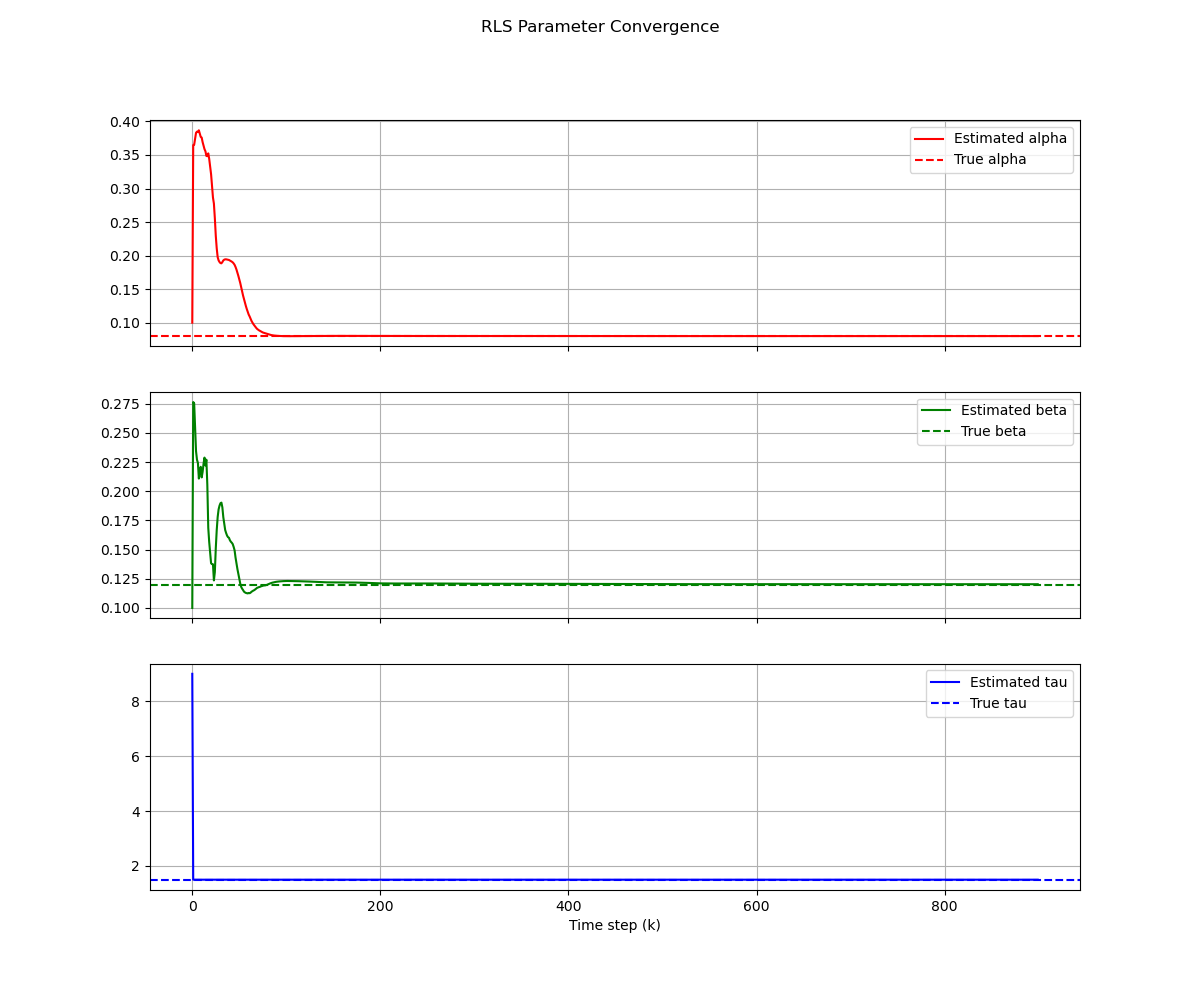 RLS Parameter Convergence
0.40
0.35
0.30
0.25
0.20
0.15
0.10
Estimated alpha
True alpha
0.275
0.250
0.225
0.200
0.175
0.150
0.125
0.100
Estimated beta
True beta
8
6
4
2
Estimated tau
True tau
0 200 400 600 800
Time step (k)